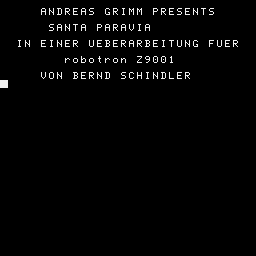 ANDREAS GRIMM PRESENTS
SANTA PARAVIA
IN EINER UEBERARBEITUNG FUER
robotron Z9001
VON BERND SCHINDLER